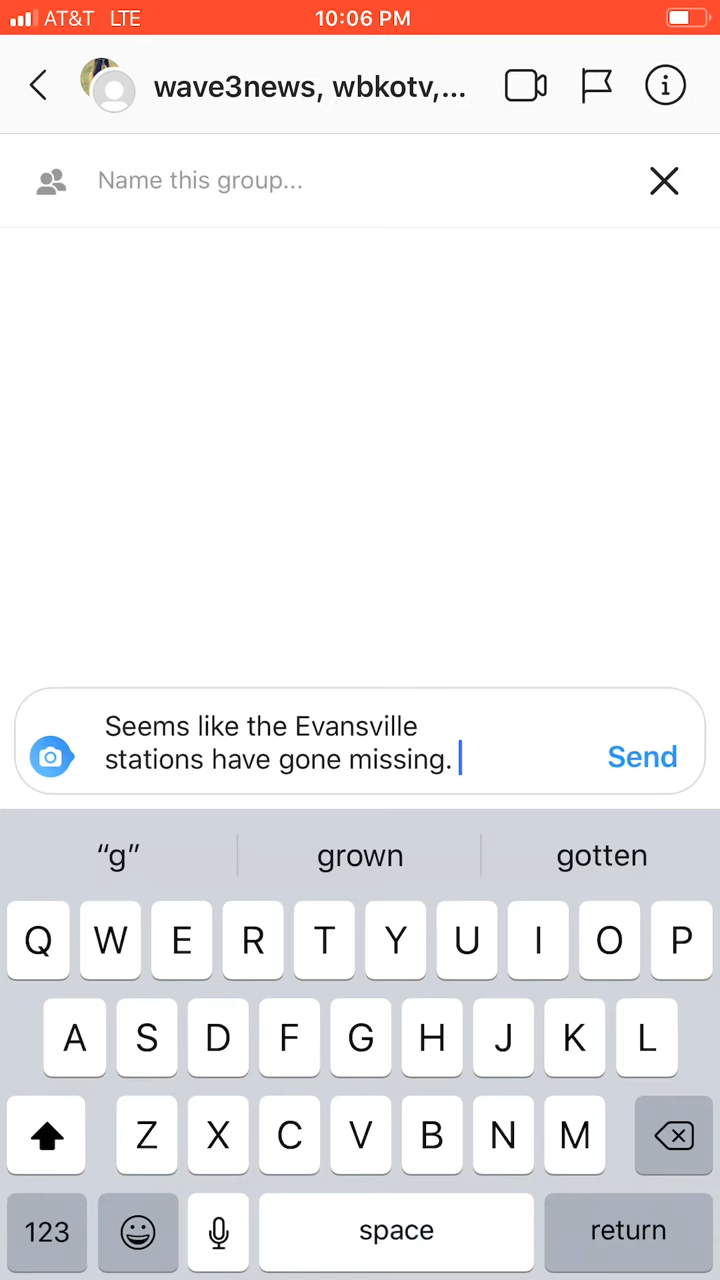 AT&T LTE 10:06 PM
wave3news, wbkotv,...
Name this group...
Seems like the Evansville
stations have gone missing.
Send
“g” grown gotten
Q W E R T Y U I O P
A S D F G H J K L
Z X C V B N M
123 space return